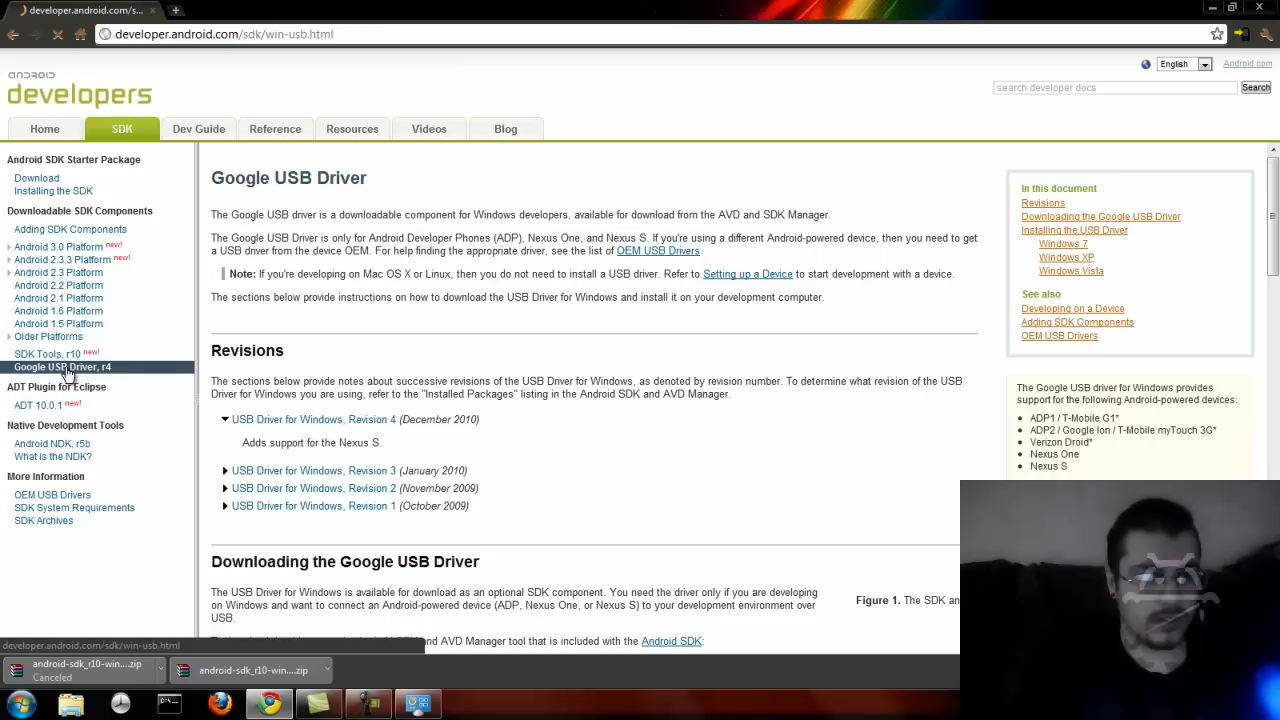 developer.android.com/s...
developer.android.com/sdk/win-usb.html
English
Android.com
android
developers
search developer docs
Search
Home
SDK
Dev Guide
Reference
Resources
Videos
Blog
Android SDK Starter Package
Download
Installing the SDK
Downloadable SDK Components
Adding SDK Components
Android 3.0 Platform new!
Android 2.3.3 Platform new!
Android 2.3 Platform
Android 2.2 Platform
Android 2.1 Platform
Android 1.6 Platform
Android 1.5 Platform
Older Platforms
SDK Tools, r10 new!
Google USB Driver, r4
ADT Plugin for Eclipse
ADT 10.0.1 new!
Native Development Tools
Android NDK, r5b
What is the NDK?
More Information
OEM USB Drivers
SDK System Requirements
SDK Archives
Google USB Driver
The Google USB driver is a downloadable component for Windows developers, available for download from the AVD and SDK Manager.
The Google USB Driver is only for Android Developer Phones (ADP), Nexus One, and Nexus S. If you're using a different Android-powered device, then you need to get
a USB driver from the device OEM. For help finding the appropriate driver, see the list of OEM USB Drivers.
Note: If you're developing on Mac OS X or Linux, then you do not need to install a USB driver. Refer to Setting up a Device to start development with a device.
The sections below provide instructions on how to download the USB Driver for Windows and install it on your development computer.
Revisions
The sections below provide notes about successive revisions of the USB Driver for Windows, as denoted by revision number. To determine what revision of the USB
Driver for Windows you are using, refer to the "Installed Packages" listing in the Android SDK and AVD Manager.
USB Driver for Windows, Revision 4 (December 2010)
Adds support for the Nexus S.
USB Driver for Windows, Revision 3 (January 2010)
USB Driver for Windows, Revision 2 (November 2009)
USB Driver for Windows, Revision 1 (October 2009)
Downloading the Google USB Driver
The USB Driver for Windows is available for download as an optional SDK component. You need the driver only if you are developing
on Windows and want to connect an Android-powered device (ADP, Nexus One, or Nexus S) to your development environment over
USB.
and AVD Manager tool that is included with the Android SDK:
Figure 1. The SDK an
In this document
Revisions
Downloading the Google USB Driver
Installing the USB Driver
Windows 7
Windows XP
Windows Vista
See also
Developing on a Device
Adding SDK Components
OEM USB Drivers
The Google USB driver for Windows provides
support for the following Android-powered devices:
ADP1 / T-Mobile G1*
ADP2 / Google Ion / T-Mobile myTouch 3G*
Verizon Droid*
Nexus One
Nexus S
developer.android.com/sdk/win-usb.html
android-sdk_r10-win....zip
Canceled
android-sdk_r10-win....zip